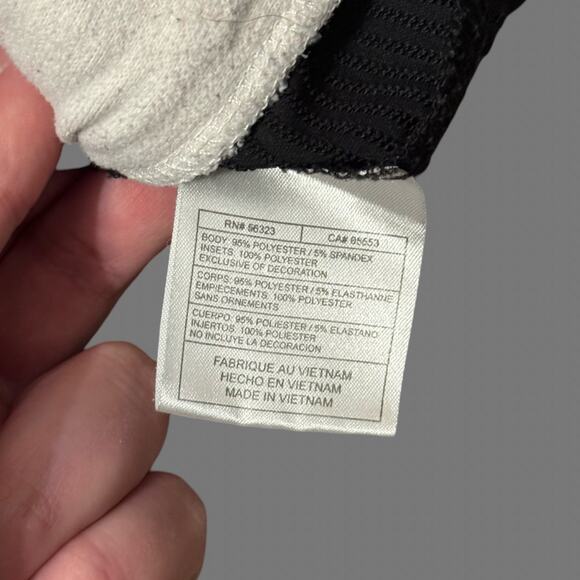 RN# 56323 CA# 05553
BODY: 95% POLYESTER / 5% SPANDEX
INSETS: 100% POLYESTER
EXCLUSIVE OF DECORATION
CORPS: 95% POLYESTER / 5% ELASTHANNE
EMPIECEMENTS: 100% POLYESTER
SANS ORNEMENTS
CUERPO: 95% POLIESTER / 5% ELASTANO
INJERTOS: 100% POLIESTER
NO INCLUYE LA DECORACION
FABRIQUE AU VIETNAM
HECHO EN VIETNAM
MADE IN VIETNAM